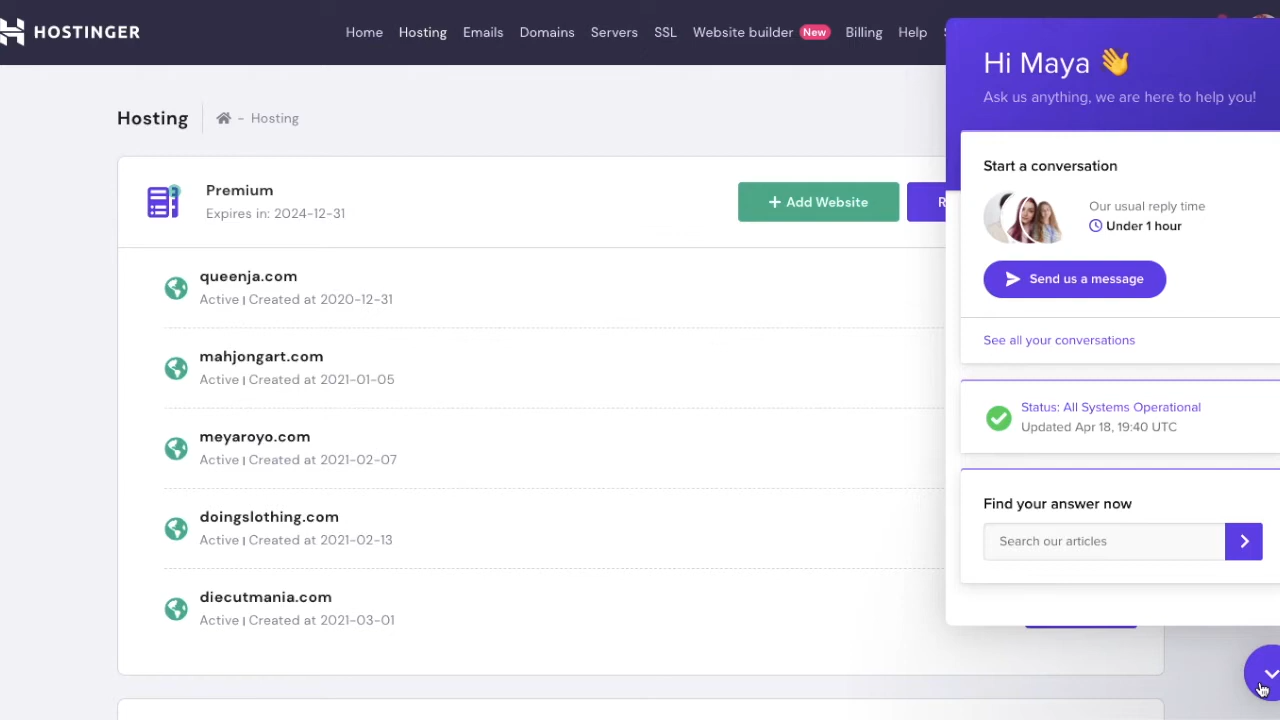 HOSTINGER
Home Hosting Emails Domains Servers SSL Website builder New Billing Help
Hi Maya 👋
Ask us anything, we are here to help you!
Hosting
- Hosting
Premium
Expires in: 2024-12-31
+ Add Website
queenja.com
Active | Created at 2020-12-31
mahjongart.com
Active | Created at 2021-01-05
meyaroyo.com
Active | Created at 2021-02-07
doingslothing.com
Active | Created at 2021-02-13
diecutmania.com
Active | Created at 2021-03-01
Start a conversation
Our usual reply time
Under 1 hour
Send us a message
See all your conversations
Status: All Systems Operational
Updated Apr 18, 19:40 UTC
Find your answer now
Search our articles